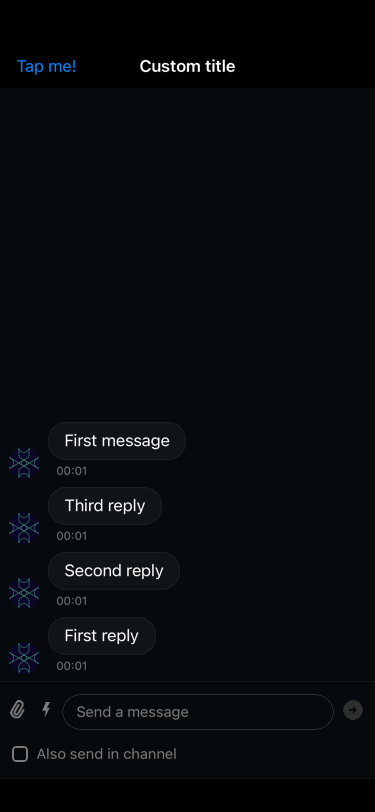 Tap me!
Custom title
First message
00:01
Third reply
00:01
Second reply
00:01
First reply
00:01
Send a message
Also send in channel